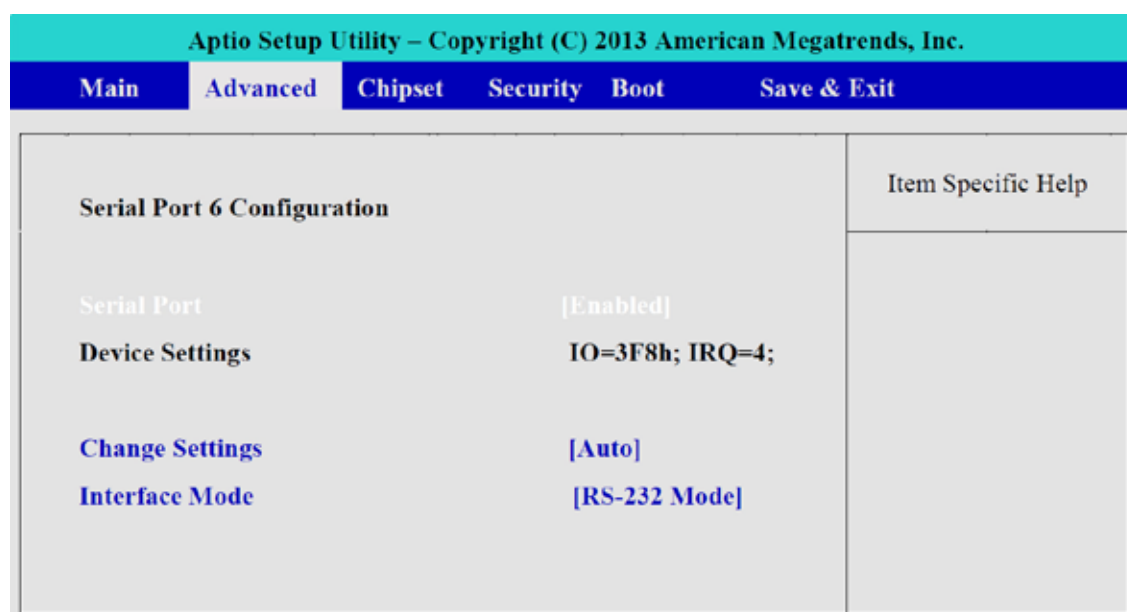 Aptio Setup Utility – Copyright (C) 2013 American Megatrends, Inc.
Main Advanced Chipset Security Boot Save & Exit
Item Specific Help
Serial Port 6 Configuration
Serial Port [Enabled]
Device Settings IO=3F8h; IRQ=4;
Change Settings [Auto]
Interface Mode [RS-232 Mode]